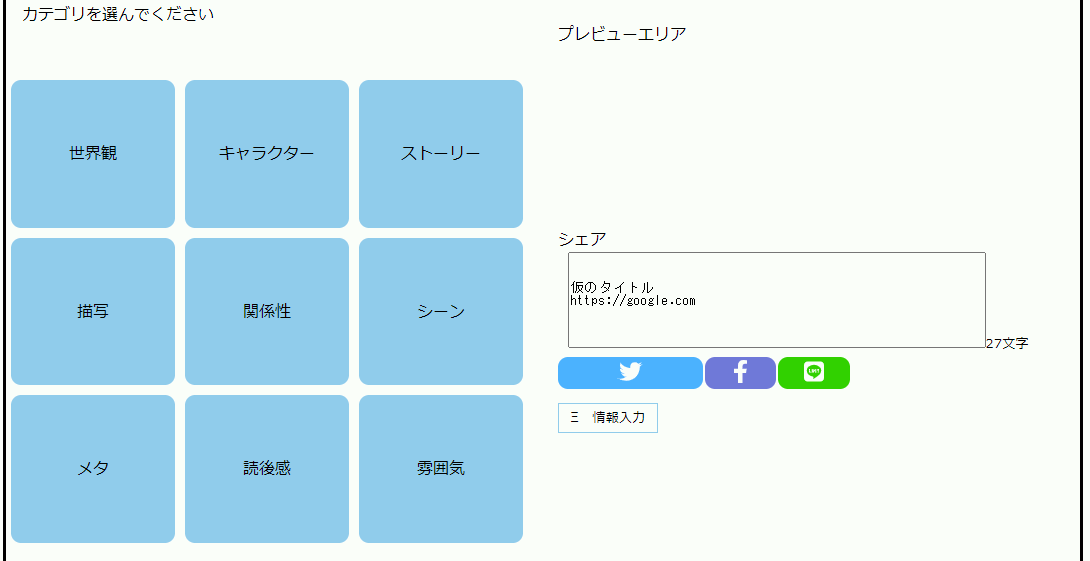 カテゴリを選んでください
世界観
キャラクター
ストーリー
描写
関係性
シーン
メタ
読後感
雰囲気
プレビューエリア
シェア
仮のタイトル
https://google.com
27文字
LINE
Ξ 情報入力